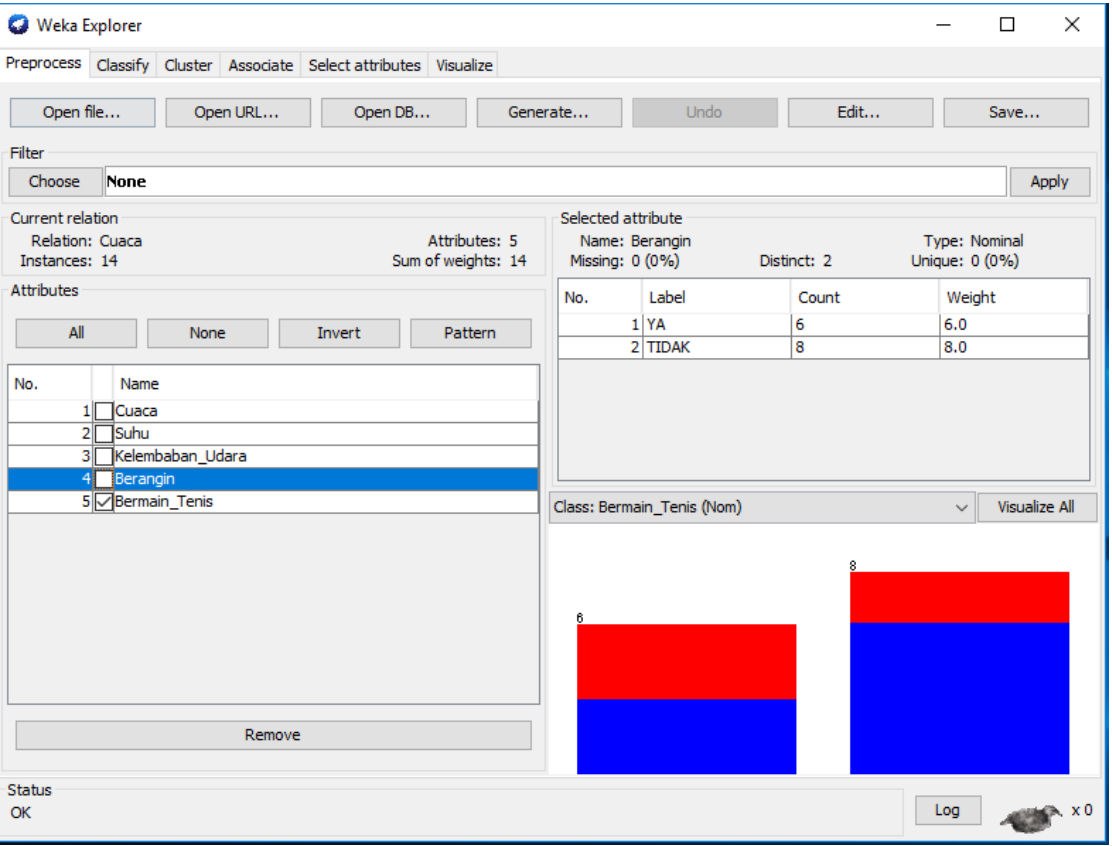 Weka Explorer
Preprocess Classify Cluster Associate Select attributes Visualize
Open file... Open URL... Open DB... Generate... Undo Edit... Save...
Filter
Choose None Apply
Current relation
Relation: Cuaca Attributes: 5
Instances: 14 Sum of weights: 14
Attributes
All None Invert Pattern
No. Name
1 Cuaca
2 Suhu
3 Kelembaban_Udara
4 Berangin
5 Bermain_Tenis
Remove
Selected attribute
Name: Berangin Type: Nominal
Missing: 0 (0%) Distinct: 2 Unique: 0 (0%)
No. Label Count Weight
1 YA 6 6.0
2 TIDAK 8 8.0
Class: Bermain_Tenis (Nom) Visualize All
6
8
Status
OK
Log x 0